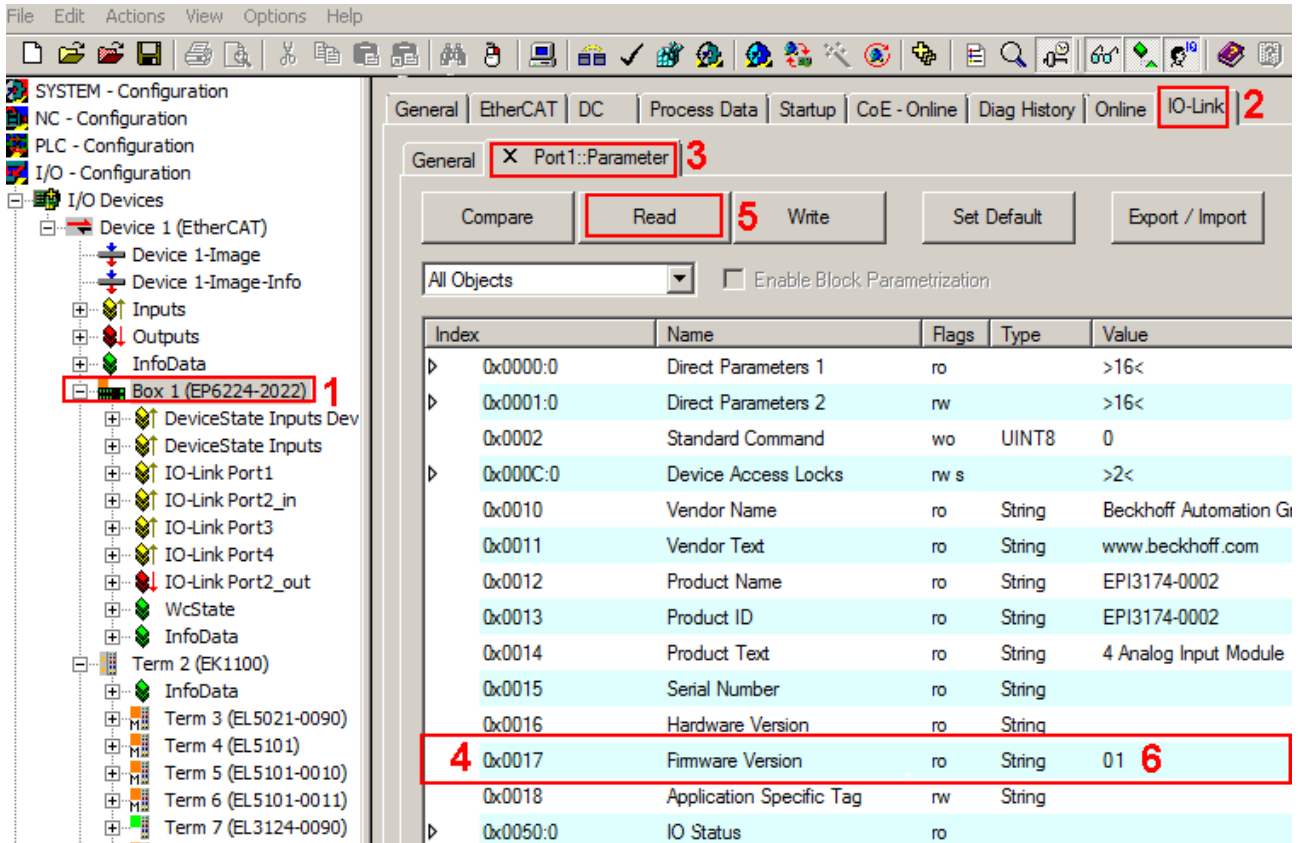 File Edit Actions View Options Help
SYSTEM - Configuration
NC - Configuration
PLC - Configuration
I/O - Configuration
I/O Devices
Device 1 (EtherCAT)
Device 1-Image
Device 1-Image-Info
Inputs
Outputs
InfoData
Box 1 (EP6224-2022) 1
DeviceState Inputs Dev
DeviceState Inputs
IO-Link Port1
IO-Link Port2_in
IO-Link Port3
IO-Link Port4
IO-Link Port2_out
WcState
InfoData
Term 2 (EK1100)
InfoData
Term 3 (EL5021-0090)
Term 4 (EL5101)
Term 5 (EL5101-0010)
Term 6 (EL5101-0011)
Term 7 (EL3124-0090)
General EtherCAT DC Process Data Startup CoE - Online Diag History Online IO-Link 2
General X Port1::Parameter 3
Compare Read 5 Write Set Default Export / Import
All Objects Enable Block Parametrization
Index Name Flags Type Value
0x0000:0 Direct Parameters 1 ro >16<
0x0001:0 Direct Parameters 2 rw >16<
0x0002 Standard Command wo UINT8 0
0x000C:0 Device Access Locks rw s >2<
0x0010 Vendor Name ro String Beckhoff Automation Gr
0x0011 Vendor Text ro String www.beckhoff.com
0x0012 Product Name ro String EPI3174-0002
0x0013 Product ID ro String EPI3174-0002
0x0014 Product Text ro String 4 Analog Input Module
0x0015 Serial Number ro String
0x0016 Hardware Version ro String
4 0x0017 Firmware Version ro String 01 6
0x0018 Application Specific Tag rw String
0x0050:0 IO Status ro